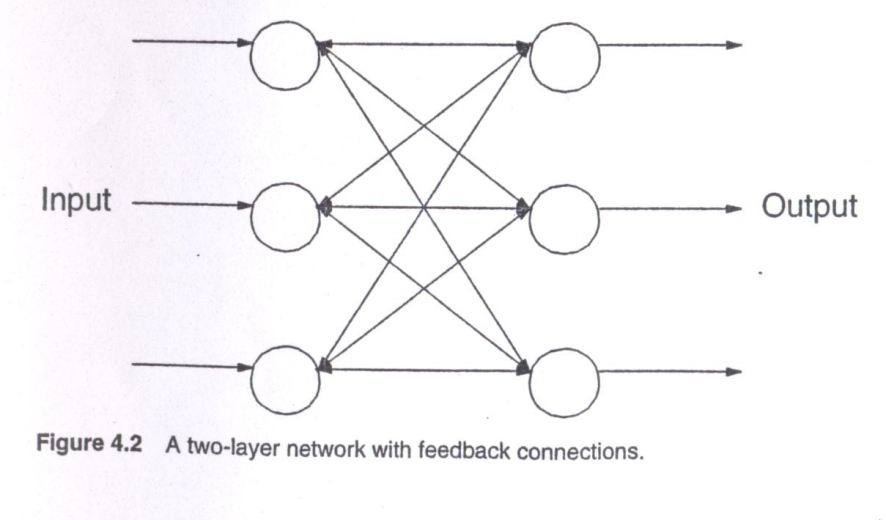 Input
Output
Figure 4.2 A two-layer network with feedback connections.